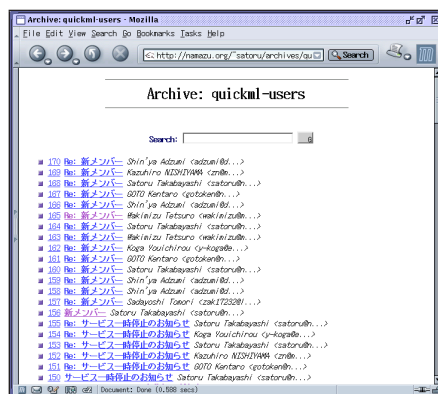 Archive: quickml-users - Mozilla
File Edit View Search Go Bookmarks Tasks Help
http://namazu.org/~satoru/archives/qu Search
Archive: quickml-users
Search:
170 Re: 新メンバー Shin'ya Adzumi <adzumi@d...>
169 Re: 新メンバー Kazuhiro NISHIYAMA <zn@m...>
168 Re: 新メンバー Satoru Takabayashi <satoru@n...>
167 Re: 新メンバー GOTO Kentaro <gotoken@n...>
166 Re: 新メンバー Shin'ya Adzumi <adzumi@d...>
165 Re: 新メンバー Wakimizu Tetsuro <wakimizu@m...>
164 Re: 新メンバー Satoru Takabayashi <satoru@n...>
163 Re: 新メンバー Wakimizu Tetsuro <wakimizu@m...>
162 Re: 新メンバー Koga Youichirou <y-koga@e...>
161 Re: 新メンバー GOTO Kentaro <gotoken@n...>
160 Re: 新メンバー Satoru Takabayashi <satoru@n...>
159 Re: 新メンバー Shin'ya Adzumi <adzumi@d...>
158 Re: 新メンバー Shin'ya Adzumi <adzumi@d...>
157 Re: 新メンバー Sadayoshi Tomori <zak17232@l...>
156 新メンバー Satoru Takabayashi <satoru@n...>
155 Re: サービス一時停止のお知らせ Satoru Takabayashi <satoru@n...>
154 Re: サービス一時停止のお知らせ Koga Youichirou <y-koga@e...>
153 Re: サービス一時停止のお知らせ Satoru Takabayashi <satoru@n...>
152 Re: サービス一時停止のお知らせ Kazuhiro NISHIYAMA <zn@m...>
151 Re: サービス一時停止のお知らせ GOTO Kentaro <gotoken@n...>
150 サービス一時停止のお知らせ Satoru Takabayashi <satoru@n...>
Document: Done (0.588 secs)